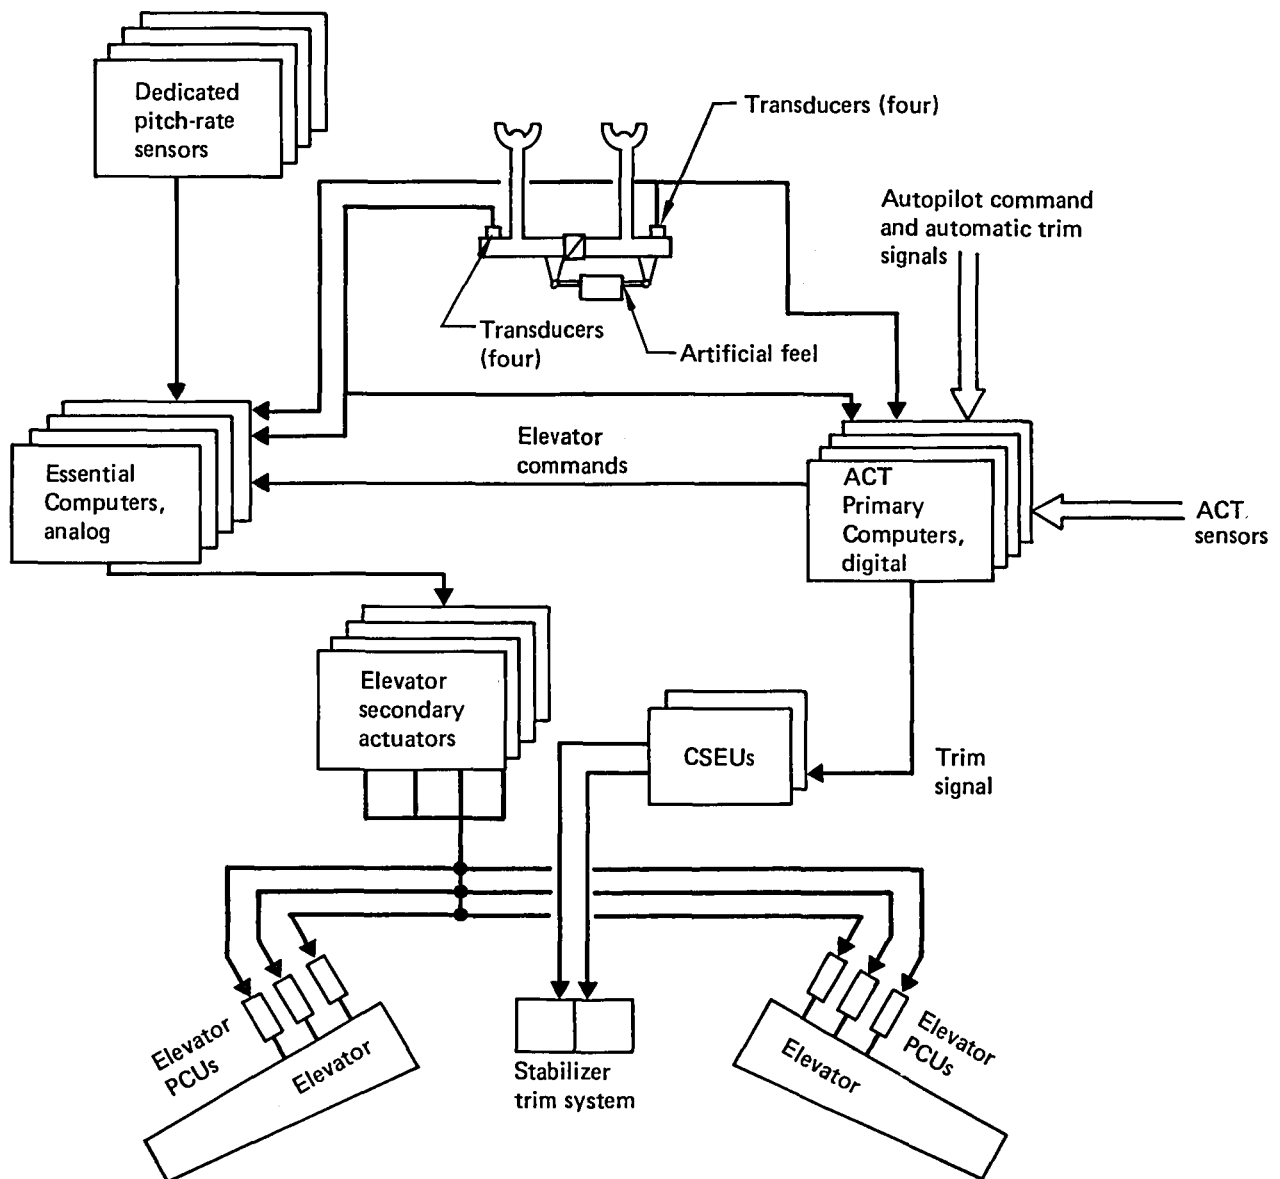 Dedicated
pitch-rate
sensors
Transducers (four)
Autopilot command
and automatic trim
signals
Transducers
(four)
Artificial feel
Elevator
commands
Essential
Computers,
analog
ACT
Primary
Computers,
digital
ACT
sensors
Elevator
secondary
actuators
CSEUs
Trim
signal
Elevator
PCUs
Elevator
Stabilizer
trim system
Elevator
Elevator
PCUs